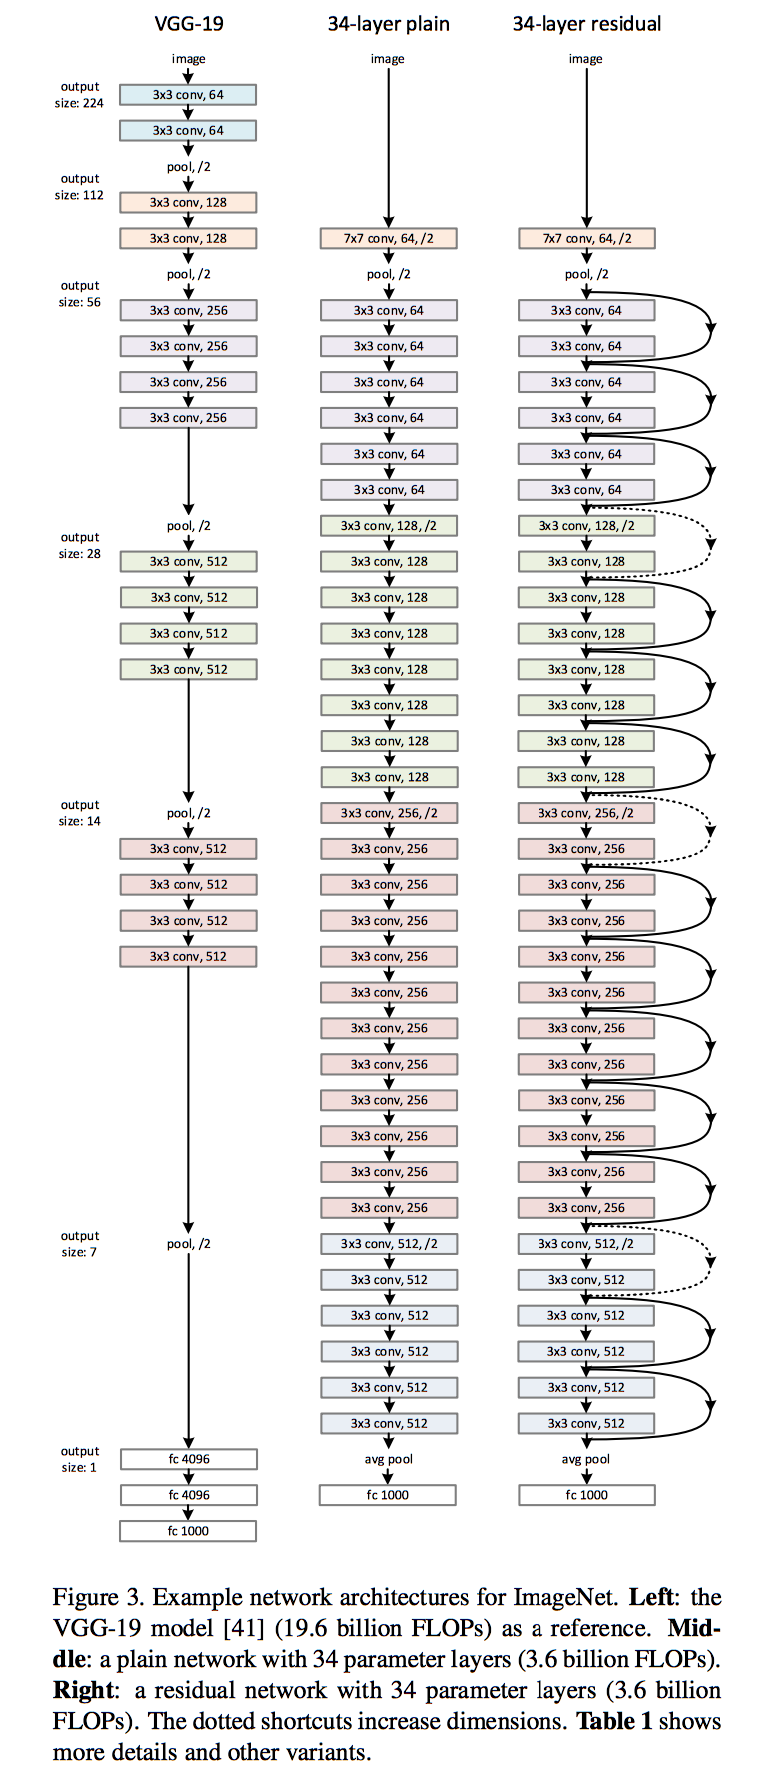 VGG-19
image
output
size: 224
3x3 conv, 64
3x3 conv, 64
pool, /2
output
size: 112
3x3 conv, 128
3x3 conv, 128
pool, /2
output
size: 56
3x3 conv, 256
3x3 conv, 256
3x3 conv, 256
3x3 conv, 256
pool, /2
output
size: 28
3x3 conv, 512
3x3 conv, 512
3x3 conv, 512
3x3 conv, 512
pool, /2
output
size: 14
3x3 conv, 512
3x3 conv, 512
3x3 conv, 512
3x3 conv, 512
output
size: 7
pool, /2
output
size: 1
fc 4096
fc 4096
fc 1000
34-layer plain
image
7x7 conv, 64, /2
pool, /2
3x3 conv, 64
3x3 conv, 64
3x3 conv, 64
3x3 conv, 64
3x3 conv, 64
3x3 conv, 64
3x3 conv, 128, /2
3x3 conv, 128
3x3 conv, 128
3x3 conv, 128
3x3 conv, 128
3x3 conv, 128
3x3 conv, 128
3x3 conv, 128
3x3 conv, 256, /2
3x3 conv, 256
3x3 conv, 256
3x3 conv, 256
3x3 conv, 256
3x3 conv, 256
3x3 conv, 256
3x3 conv, 256
3x3 conv, 256
3x3 conv, 256
3x3 conv, 256
3x3 conv, 256
3x3 conv, 512, /2
3x3 conv, 512
3x3 conv, 512
3x3 conv, 512
3x3 conv, 512
3x3 conv, 512
avg pool
fc 1000
34-layer residual
image
7x7 conv, 64, /2
pool, /2
3x3 conv, 64
3x3 conv, 64
3x3 conv, 64
3x3 conv, 64
3x3 conv, 64
3x3 conv, 64
3x3 conv, 128, /2
3x3 conv, 128
3x3 conv, 128
3x3 conv, 128
3x3 conv, 128
3x3 conv, 128
3x3 conv, 128
3x3 conv, 128
3x3 conv, 256, /2
3x3 conv, 256
3x3 conv, 256
3x3 conv, 256
3x3 conv, 256
3x3 conv, 256
3x3 conv, 256
3x3 conv, 256
3x3 conv, 256
3x3 conv, 256
3x3 conv, 256
3x3 conv, 256
3x3 conv, 512, /2
3x3 conv, 512
3x3 conv, 512
3x3 conv, 512
3x3 conv, 512
3x3 conv, 512
avg pool
fc 1000
Figure 3. Example network architectures for ImageNet. Left: the
VGG-19 model [41] (19.6 billion FLOPs) as a reference. Mid-
dle: a plain network with 34 parameter layers (3.6 billion FLOPs).
Right: a residual network with 34 parameter layers (3.6 billion
FLOPs). The dotted shortcuts increase dimensions. Table 1 shows
more details and other variants.